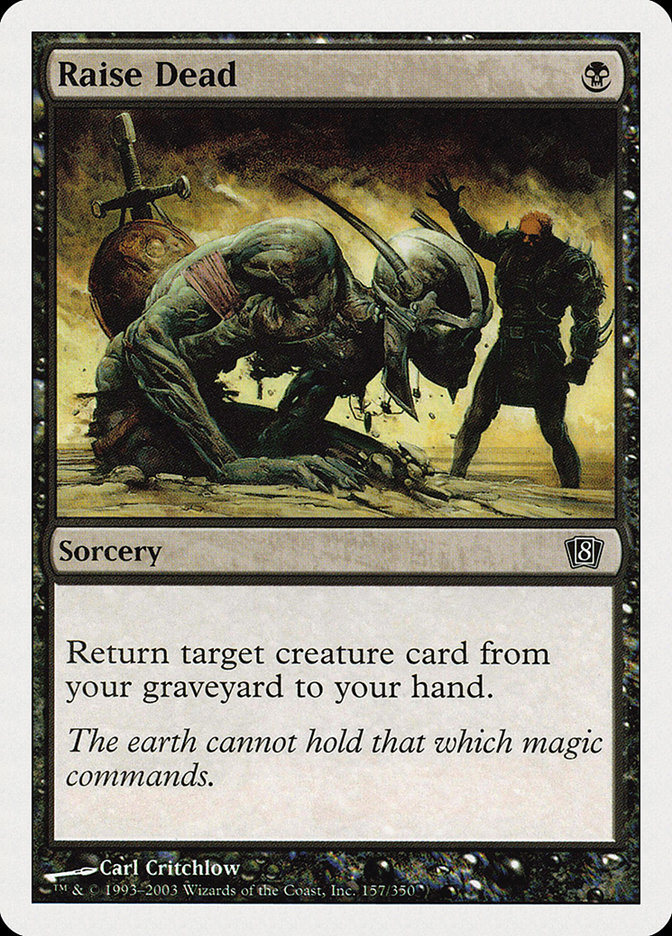 Raise Dead
Sorcery
8
Return target creature card from
your graveyard to your hand.
The earth cannot hold that which magic
commands.
Carl Critchlow
™ & © 1993–2003 Wizards of the Coast, Inc. 157/350